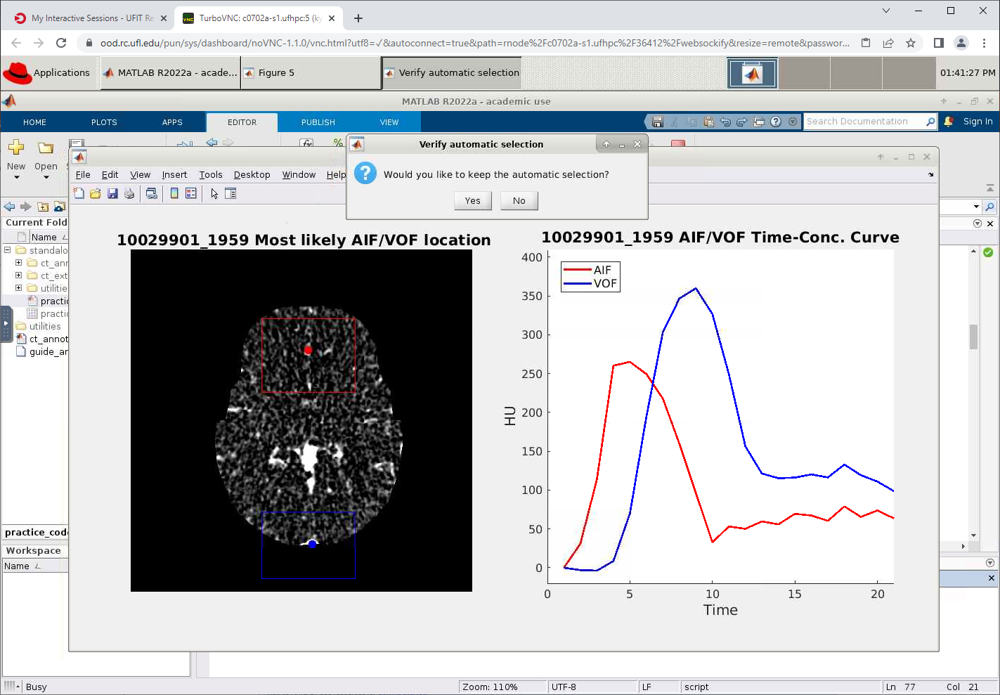 My Interactive Sessions - UFIT Re
TurboVNC: c0702a-s1.ufhpc:5 (ky
ood.rc.ufl.edu/pun/sys/dashboard/noVNC-1.1.0/vnc.html?utf8=✓&autoconnect=true&path=rnode%2Fc0702a-s1.ufhpc%2F36412%2Fwebsockify&resize=remote&passwor...
Applications
MATLAB R2022a - acade...
Figure 5
Verify automatic selection
01:41:27 PM
MATLAB R2022a - academic use
HOME
PLOTS
APPS
EDITOR
PUBLISH
VIEW
Search Documentation
Sign In
New
Open
Verify automatic selection
Would you like to keep the automatic selection?
Yes
No
File
Edit
View
Insert
Tools
Desktop
Window
Help
Current Fold
Name
standalo
ct_ann
ct_ext
utilitie
practic
practic
utilities
ct_annot
guide_an
practice_cod
Workspace
Name
10029901_1959 Most likely AIF/VOF location
10029901_1959 AIF/VOF Time-Conc. Curve
AIF
VOF
400
350
300
250
200
150
100
50
0
HU
0
5
10
15
20
Time
Busy
Zoom: 110%
UTF-8
LF
script
Ln 77
Col 21